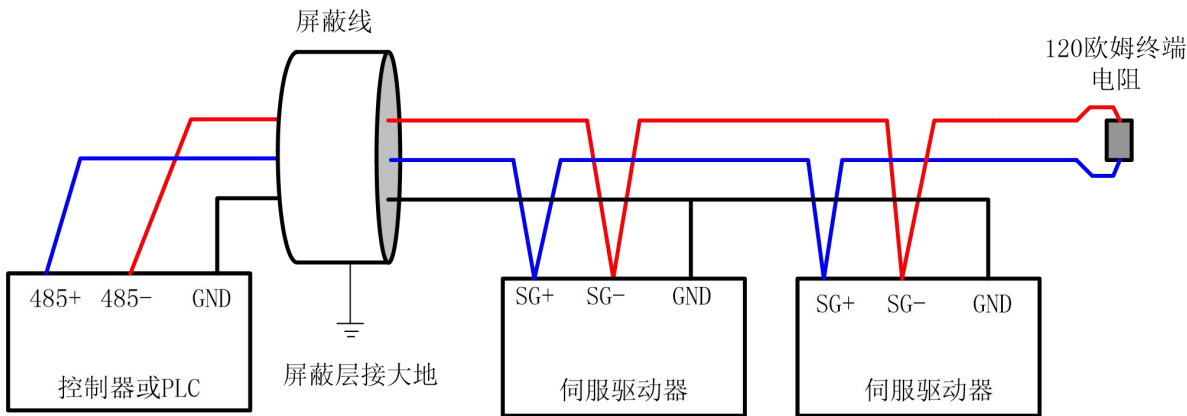 屏蔽线
120欧姆终端
电阻
485+ 485- GND
控制器或PLC
屏蔽层接大地
SG+ SG- GND
伺服驱动器
SG+ SG- GND
伺服驱动器